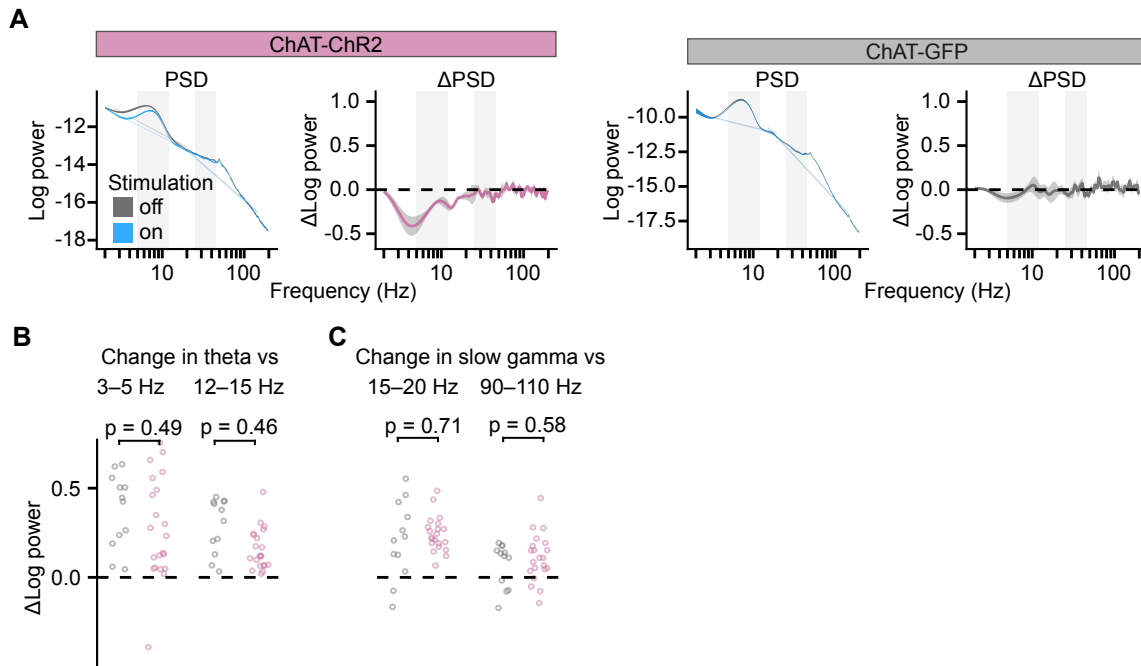 A
ChAT-ChR2
ChAT-GFP
PSD
ΔPSD
PSD
ΔPSD
Log power
-12
-14
-16
-18
Stimulation
off
on
10
100
ΔLog power
1.0
0.0
-0.5
10
100
Log power
-10.0
-12.5
-15.0
-17.5
10
100
ΔLog power
1.0
0.0
-0.5
10
100
Frequency (Hz)
Frequency (Hz)
B
Change in theta vs
3–5 Hz
12–15 Hz
p = 0.49
p = 0.46
ΔLog power
0.5
0.0
C
Change in slow gamma vs
15–20 Hz
90–110 Hz
p = 0.71
p = 0.58